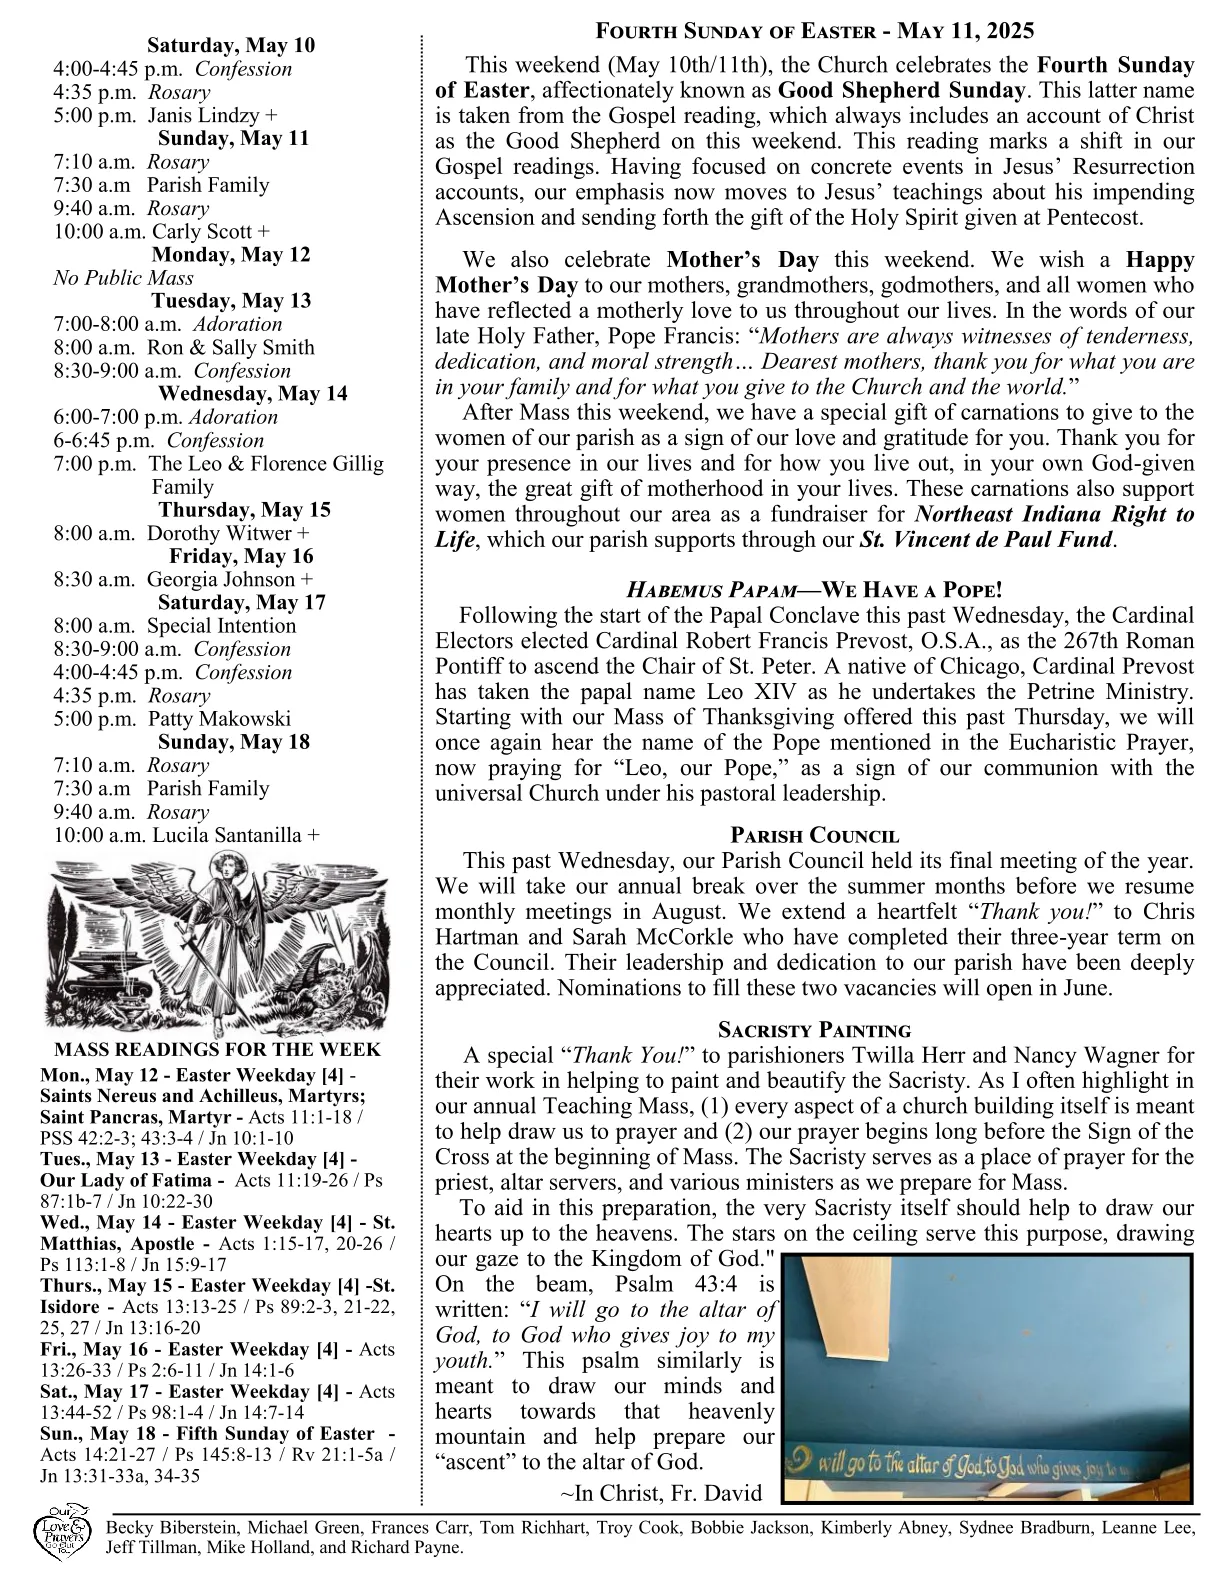 Saturday, May 10
4:00-4:45 p.m. Confession
4:35 p.m. Rosary
5:00 p.m. Janis Lindzy +
Sunday, May 11
7:10 a.m. Rosary
7:30 a.m Parish Family
9:40 a.m. Rosary
10:00 a.m. Carly Scott +
Monday, May 12
No Public Mass
Tuesday, May 13
7:00-8:00 a.m. Adoration
8:00 a.m. Ron & Sally Smith
8:30-9:00 a.m. Confession
Wednesday, May 14
6:00-7:00 p.m. Adoration
6-6:45 p.m. Confession
7:00 p.m. The Leo & Florence Gillig
Family
Thursday, May 15
8:00 a.m. Dorothy Witwer +
Friday, May 16
8:30 a.m. Georgia Johnson +
Saturday, May 17
8:00 a.m. Special Intention
8:30-9:00 a.m. Confession
4:00-4:45 p.m. Confession
4:35 p.m. Rosary
5:00 p.m. Patty Makowski
Sunday, May 18
7:10 a.m. Rosary
7:30 a.m Parish Family
9:40 a.m. Rosary
10:00 a.m. Lucila Santanilla +
MASS READINGS FOR THE WEEK
Mon., May 12 - Easter Weekday [4] -
Saints Nereus and Achilleus, Martyrs;
Saint Pancras, Martyr - Acts 11:1-18 /
PSS 42:2-3; 43:3-4 / Jn 10:1-10
Tues., May 13 - Easter Weekday [4] -
Our Lady of Fatima - Acts 11:19-26 / Ps
87:1b-7 / Jn 10:22-30
Wed., May 14 - Easter Weekday [4] - St.
Matthias, Apostle - Acts 1:15-17, 20-26 /
Ps 113:1-8 / Jn 15:9-17
Thurs., May 15 - Easter Weekday [4] -St.
Isidore - Acts 13:13-25 / Ps 89:2-3, 21-22,
25, 27 / Jn 13:16-20
Fri., May 16 - Easter Weekday [4] - Acts
13:26-33 / Ps 2:6-11 / Jn 14:1-6
Sat., May 17 - Easter Weekday [4] - Acts
13:44-52 / Ps 98:1-4 / Jn 14:7-14
Sun., May 18 - Fifth Sunday of Easter -
Acts 14:21-27 / Ps 145:8-13 / Rv 21:1-5a /
Jn 13:31-33a, 34-35
FOURTH SUNDAY OF EASTER - MAY 11, 2025
This weekend (May 10th/11th), the Church celebrates the Fourth Sunday
of Easter, affectionately known as Good Shepherd Sunday. This latter name
is taken from the Gospel reading, which always includes an account of Christ
as the Good Shepherd on this weekend. This reading marks a shift in our
Gospel readings. Having focused on concrete events in Jesus’ Resurrection
accounts, our emphasis now moves to Jesus’ teachings about his impending
Ascension and sending forth the gift of the Holy Spirit given at Pentecost.
We also celebrate Mother’s Day this weekend. We wish a Happy
Mother’s Day to our mothers, grandmothers, godmothers, and all women who
have reflected a motherly love to us throughout our lives. In the words of our
late Holy Father, Pope Francis: “Mothers are always witnesses of tenderness,
dedication, and moral strength… Dearest mothers, thank you for what you are
in your family and for what you give to the Church and the world.”
After Mass this weekend, we have a special gift of carnations to give to the
women of our parish as a sign of our love and gratitude for you. Thank you for
your presence in our lives and for how you live out, in your own God-given
way, the great gift of motherhood in your lives. These carnations also support
women throughout our area as a fundraiser for Northeast Indiana Right to
Life, which our parish supports through our St. Vincent de Paul Fund.
HABEMUS PAPAM—WE HAVE A POPE!
Following the start of the Papal Conclave this past Wednesday, the Cardinal
Electors elected Cardinal Robert Francis Prevost, O.S.A., as the 267th Roman
Pontiff to ascend the Chair of St. Peter. A native of Chicago, Cardinal Prevost
has taken the papal name Leo XIV as he undertakes the Petrine Ministry.
Starting with our Mass of Thanksgiving offered this past Thursday, we will
once again hear the name of the Pope mentioned in the Eucharistic Prayer,
now praying for “Leo, our Pope,” as a sign of our communion with the
universal Church under his pastoral leadership.
PARISH COUNCIL
This past Wednesday, our Parish Council held its final meeting of the year.
We will take our annual break over the summer months before we resume
monthly meetings in August. We extend a heartfelt “Thank you!” to Chris
Hartman and Sarah McCorkle who have completed their three-year term on
the Council. Their leadership and dedication to our parish have been deeply
appreciated. Nominations to fill these two vacancies will open in June.
SACRISTY PAINTING
A special “Thank You!” to parishioners Twilla Herr and Nancy Wagner for
their work in helping to paint and beautify the Sacristy. As I often highlight in
our annual Teaching Mass, (1) every aspect of a church building itself is meant
to help draw us to prayer and (2) our prayer begins long before the Sign of the
Cross at the beginning of Mass. The Sacristy serves as a place of prayer for the
priest, altar servers, and various ministers as we prepare for Mass.
To aid in this preparation, the very Sacristy itself should help to draw our
hearts up to the heavens. The stars on the ceiling serve this purpose, drawing
our gaze to the Kingdom of God."
On the beam, Psalm 43:4 is
written: “I will go to the altar of
God, to God who gives joy to my
youth.” This psalm similarly is
meant to draw our minds and
hearts towards that heavenly
mountain and help prepare our
“ascent” to the altar of God.
~In Christ, Fr. David
I will go to the altar of God, to God who gives joy to
Our
Love &
Prayers
Go Out
To...
Becky Biberstein, Michael Green, Frances Carr, Tom Richhart, Troy Cook, Bobbie Jackson, Kimberly Abney, Sydnee Bradburn, Leanne Lee,
Jeff Tillman, Mike Holland, and Richard Payne.